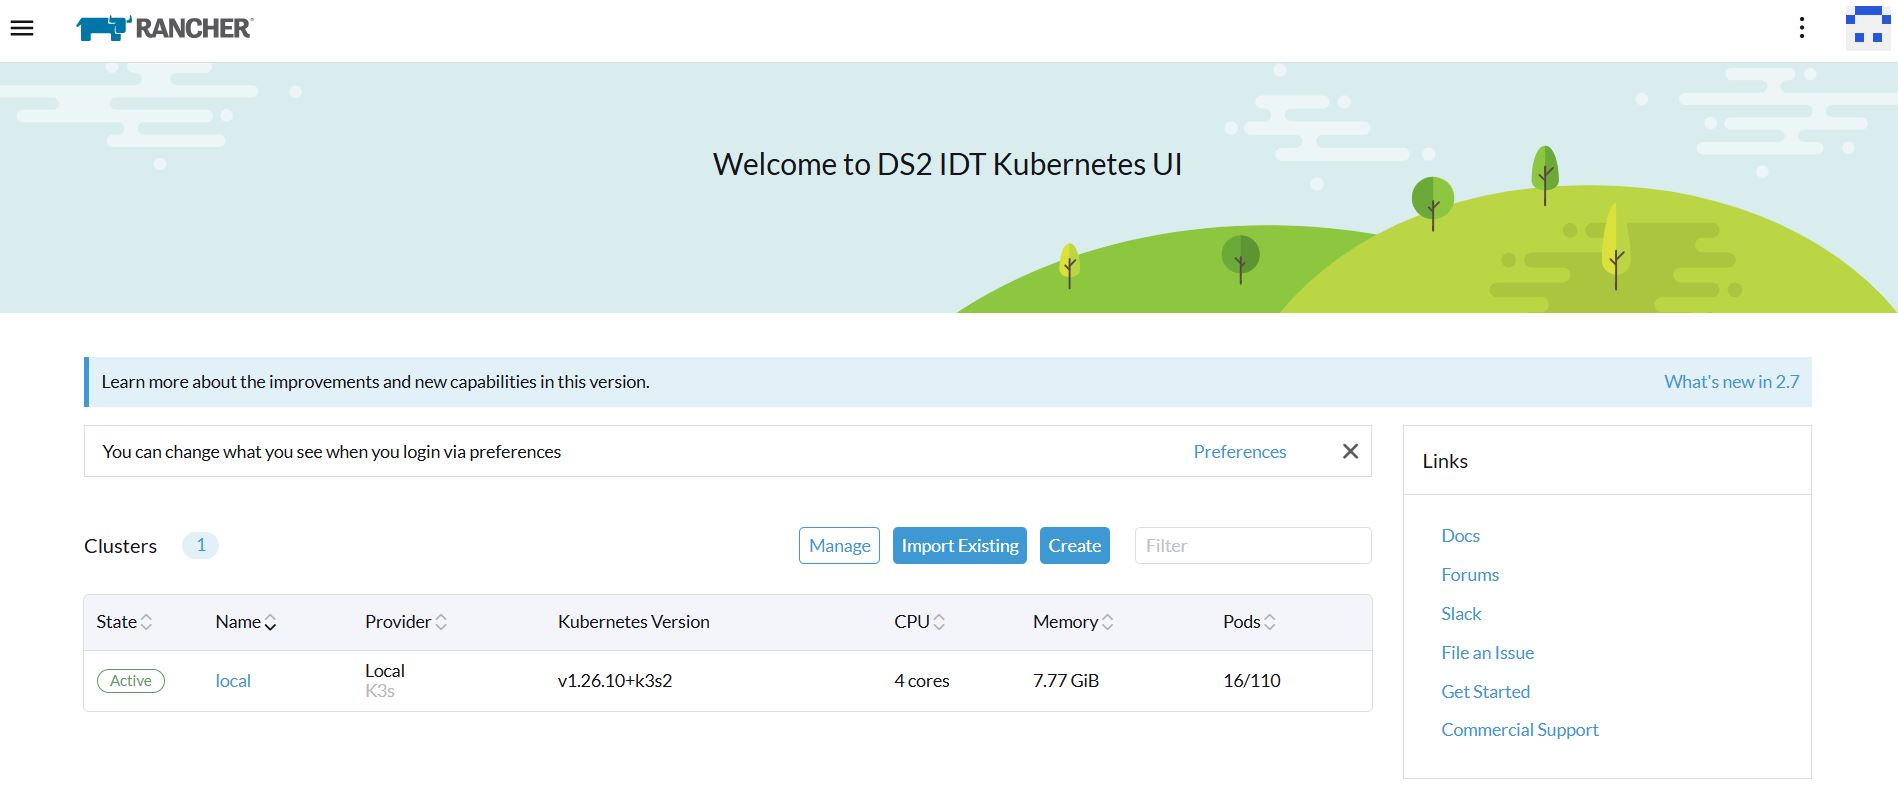 RANCHER®
Welcome to DS2 IDT Kubernetes UI
Learn more about the improvements and new capabilities in this version.
What's new in 2.7
You can change what you see when you login via preferences
Preferences
Links
Docs
Forums
Slack
File an Issue
Get Started
Commercial Support
Clusters 1
Manage Import Existing Create Filter
State Name Provider Kubernetes Version CPU Memory Pods
Active local Local v1.26.10+k3s2 4 cores 7.77 GiB 16/110
K3s